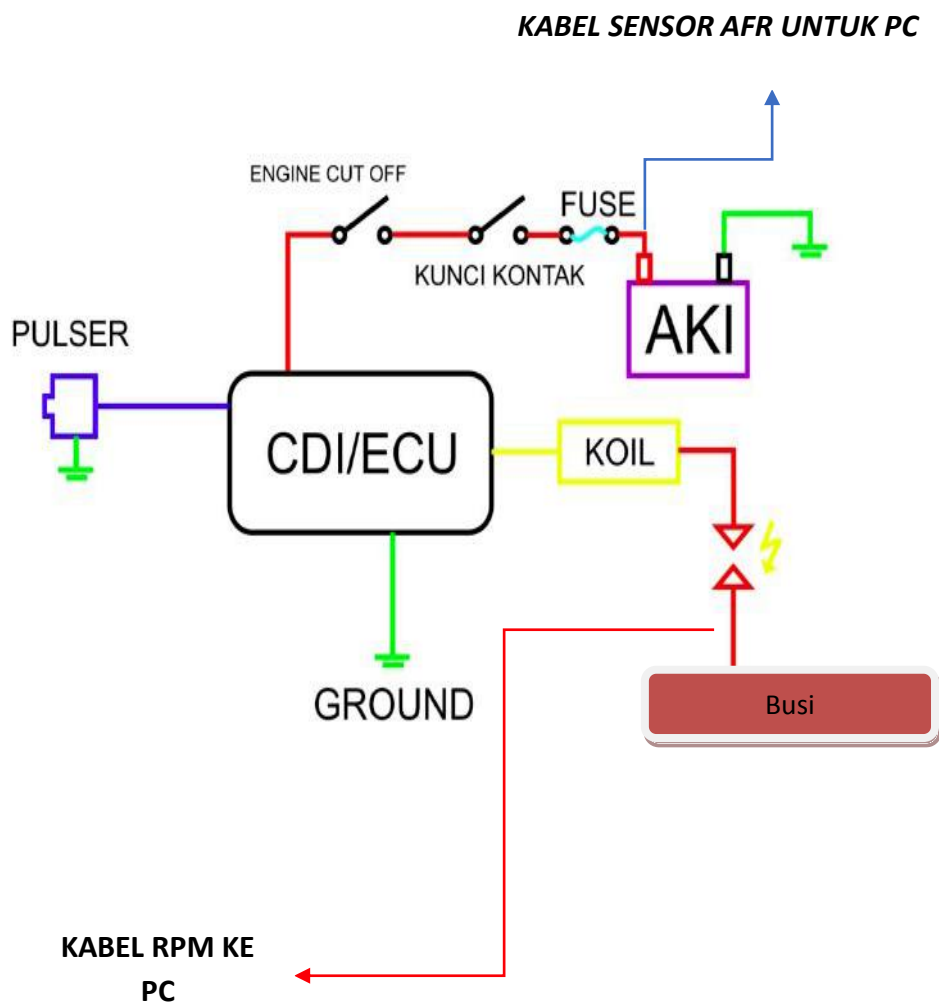 KABEL SENSOR AFR UNTUK PC
ENGINE CUT OFF
FUSE
KUNCI KONTAK
AKI
PULSER
CDI/ECU
KOIL
GROUND
Busi
KABEL RPM KE
PC